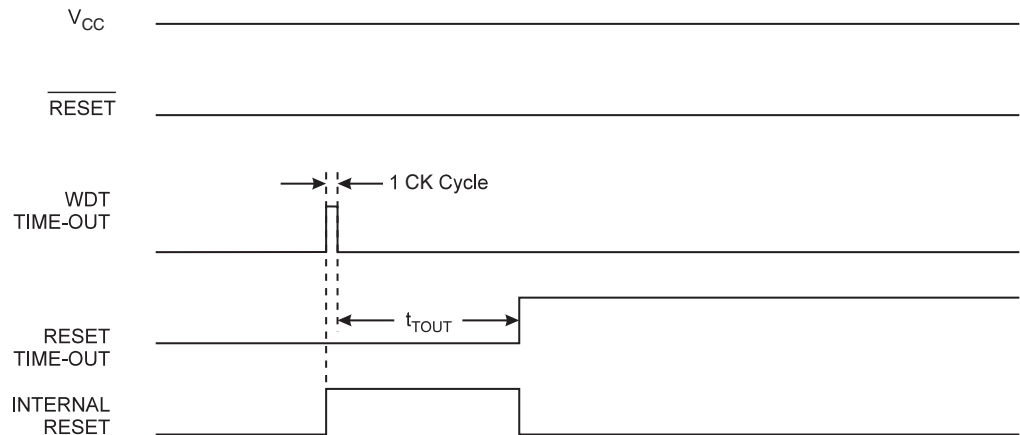 VCC
RESET
1 CK Cycle
WDT
TIME-OUT
tTOUT
RESET
TIME-OUT
INTERNAL
RESET